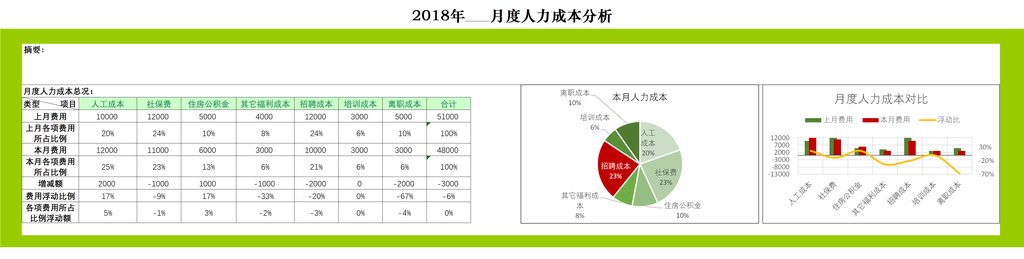 2018年___月度人力成本分析
摘要：
月度人力成本总况：
类型 项目 人工成本 社保费 住房公积金 其它福利成本 招聘成本 培训成本 离职成本 合计
上月费用 10000 12000 5000 4000 12000 3000 5000 51000
上月各项费用
所占比例 20% 24% 10% 8% 24% 6% 10% 100%
本月费用 12000 11000 6000 3000 10000 3000 3000 48000
本月各项费用
所占比例 25% 23% 13% 6% 21% 6% 6% 100%
增减额 2000 -1000 1000 -1000 -2000 0 -2000 -3000
费用浮动比例 17% -9% 17% -33% -20% 0% -67% -6%
各项费用所占
比例浮动额 5% -1% 3% -2% -3% 0% -4% 0%
本月人力成本
离职成本
10%
培训成本
6%
人工
成本
20%
招聘成本
23%
社保费
23%
其它福利成
本
8%
住房公积金
10%
月度人力成本对比
上月费用 本月费用 浮动比
12000
7000
2000
-3000
-8000
-13000
30%
-20%
-70%
人工成本 社保费 住房公积金 其它福利成本 招聘成本 培训成本 离职成本